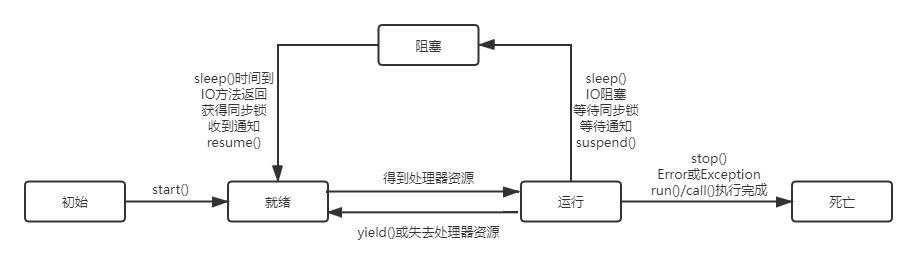 阻塞
sleep()时间到
IO方法返回
获得同步锁
收到通知
resume()
sleep()
IO阻塞
等待同步锁
等待通知
suspend()
初始
start()
就绪
得到处理器资源
yield()或失去处理器资源
运行
stop()
Error或Exception
run()/call()执行完成
死亡